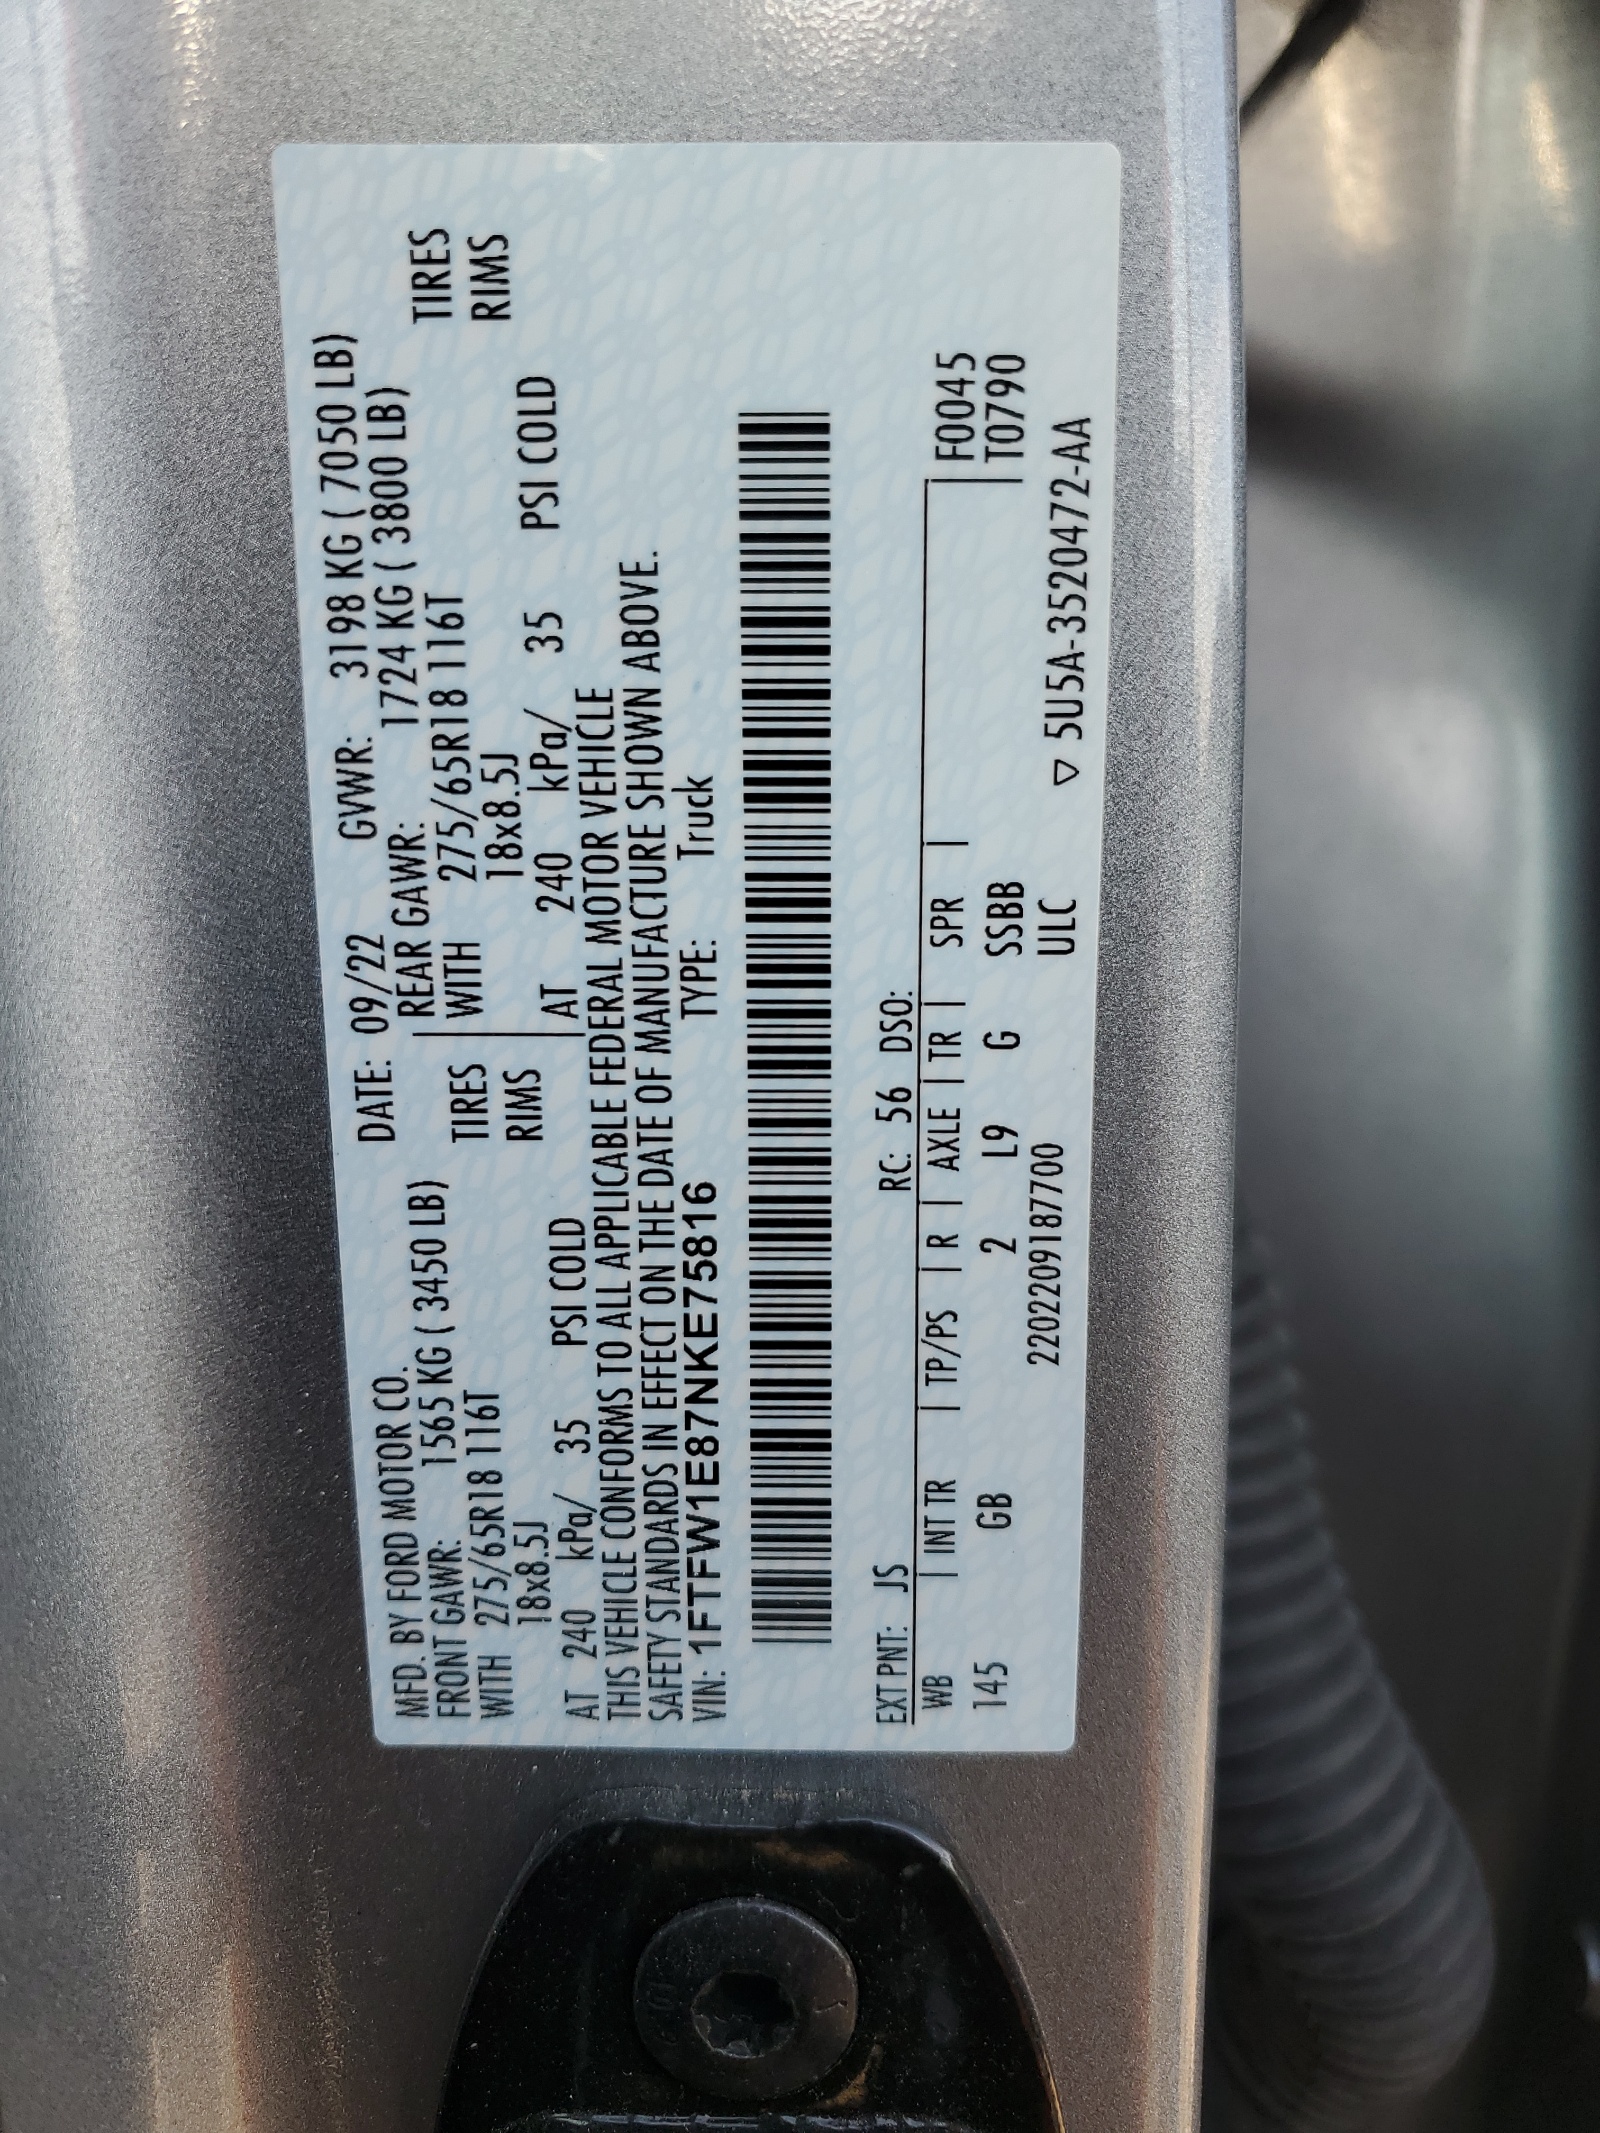 MFD. BY FORD MOTOR CO. DATE: 09/22 GVWR: 3198 KG ( 7050 LB)
FRONT GAWR: 1565 KG ( 3450 LB) REAR GAWR: 1724 KG ( 3800 LB)
WITH 275/65R18 116T TIRES WITH 275/65R18 116T TIRES
18x8.5J RIMS 18x8.5J RIMS
AT 240 kPa/ 35 PSI COLD AT 240 kPa/ 35 PSI COLD
THIS VEHICLE CONFORMS TO ALL APPLICABLE FEDERAL MOTOR VEHICLE
SAFETY STANDARDS IN EFFECT ON THE DATE OF MANUFACTURE SHOWN ABOVE.
VIN: 1FTFW1E87NKE75816 TYPE: Truck
EXT PNT: JS RC: 56 DSO:
WB | INT TR | TP/PS | R | AXLE | TR | SPR | F0045
145 GB 2 L9 G SSBB T0790
2202209187700 ULC ▽ 5U5A-3520472-AA